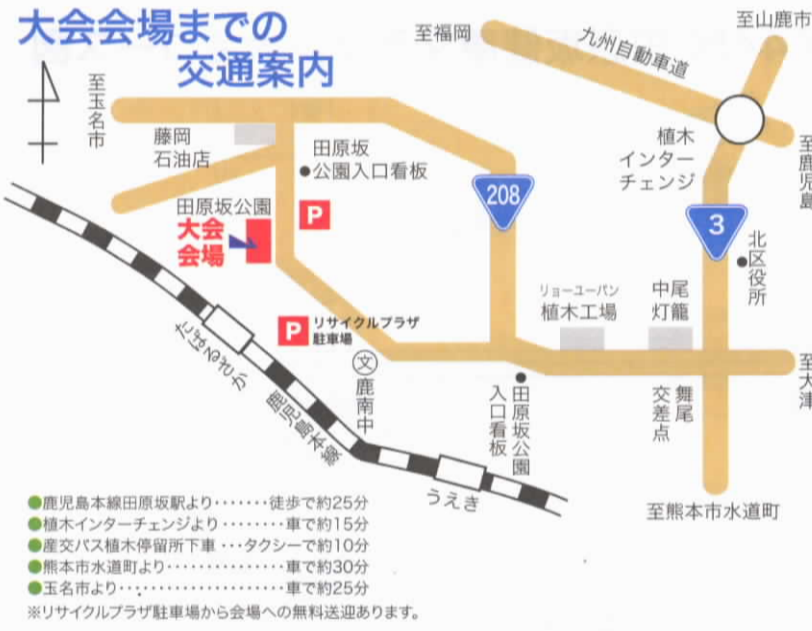 大会会場までの
交通案内
至福岡
九州自動車道
至山鹿市
至玉名市
藤岡
石油店
田原坂
公園入口看板
植木
インター
チェンジ
至鹿児島
208
3
田原坂公園
大会
会場
P
北区役所
リョーユーパン
植木工場
中尾
灯籠
P
リサイクルプラザ
駐車場
たばるざか
文
鹿南中
鹿児島本線
田原坂公園
入口看板
舞尾
交差点
至大津
うえき
至熊本市水道町
●鹿児島本線田原坂駅より・・・・・・・徒歩で約25分
●植木インターチェンジより・・・・・・・・車で約15分
●産交バス植木停留所下車・・・タクシーで約10分
●熊本市水道町より・・・・・・・・・・・・・車で約30分
●玉名市より・・・・・・・・・・・・・・・・・・車で約25分
※リサイクルプラザ駐車場から会場への無料送迎あります。